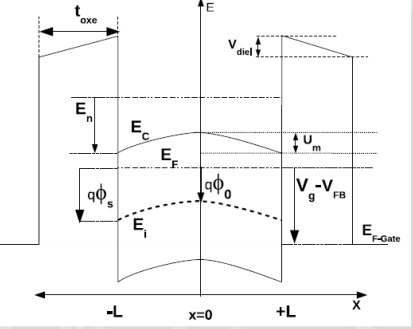 t_oxe
E
V_diel
E_n
E_C
U_m
E_F
qϕ_s
qϕ_0
V_g-V_FB
E_i
E_F-Gate
-L
x=0
+L
x